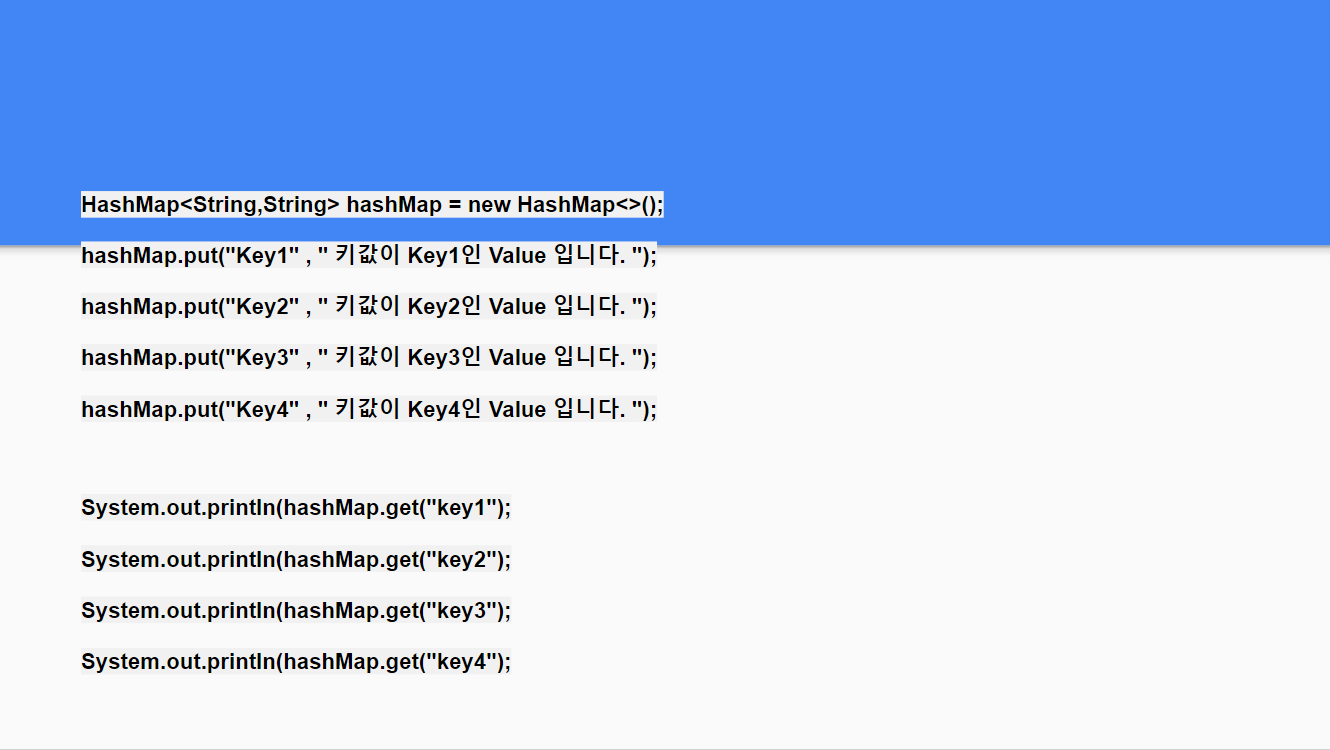 HashMap<String,String> hashMap = new HashMap<>();
hashMap.put("Key1" , " 키값이 Key1인 Value 입니다. ");
hashMap.put("Key2" , " 키값이 Key2인 Value 입니다. ");
hashMap.put("Key3" , " 키값이 Key3인 Value 입니다. ");
hashMap.put("Key4" , " 키값이 Key4인 Value 입니다. ");
System.out.println(hashMap.get("key1");
System.out.println(hashMap.get("key2");
System.out.println(hashMap.get("key3");
System.out.println(hashMap.get("key4");